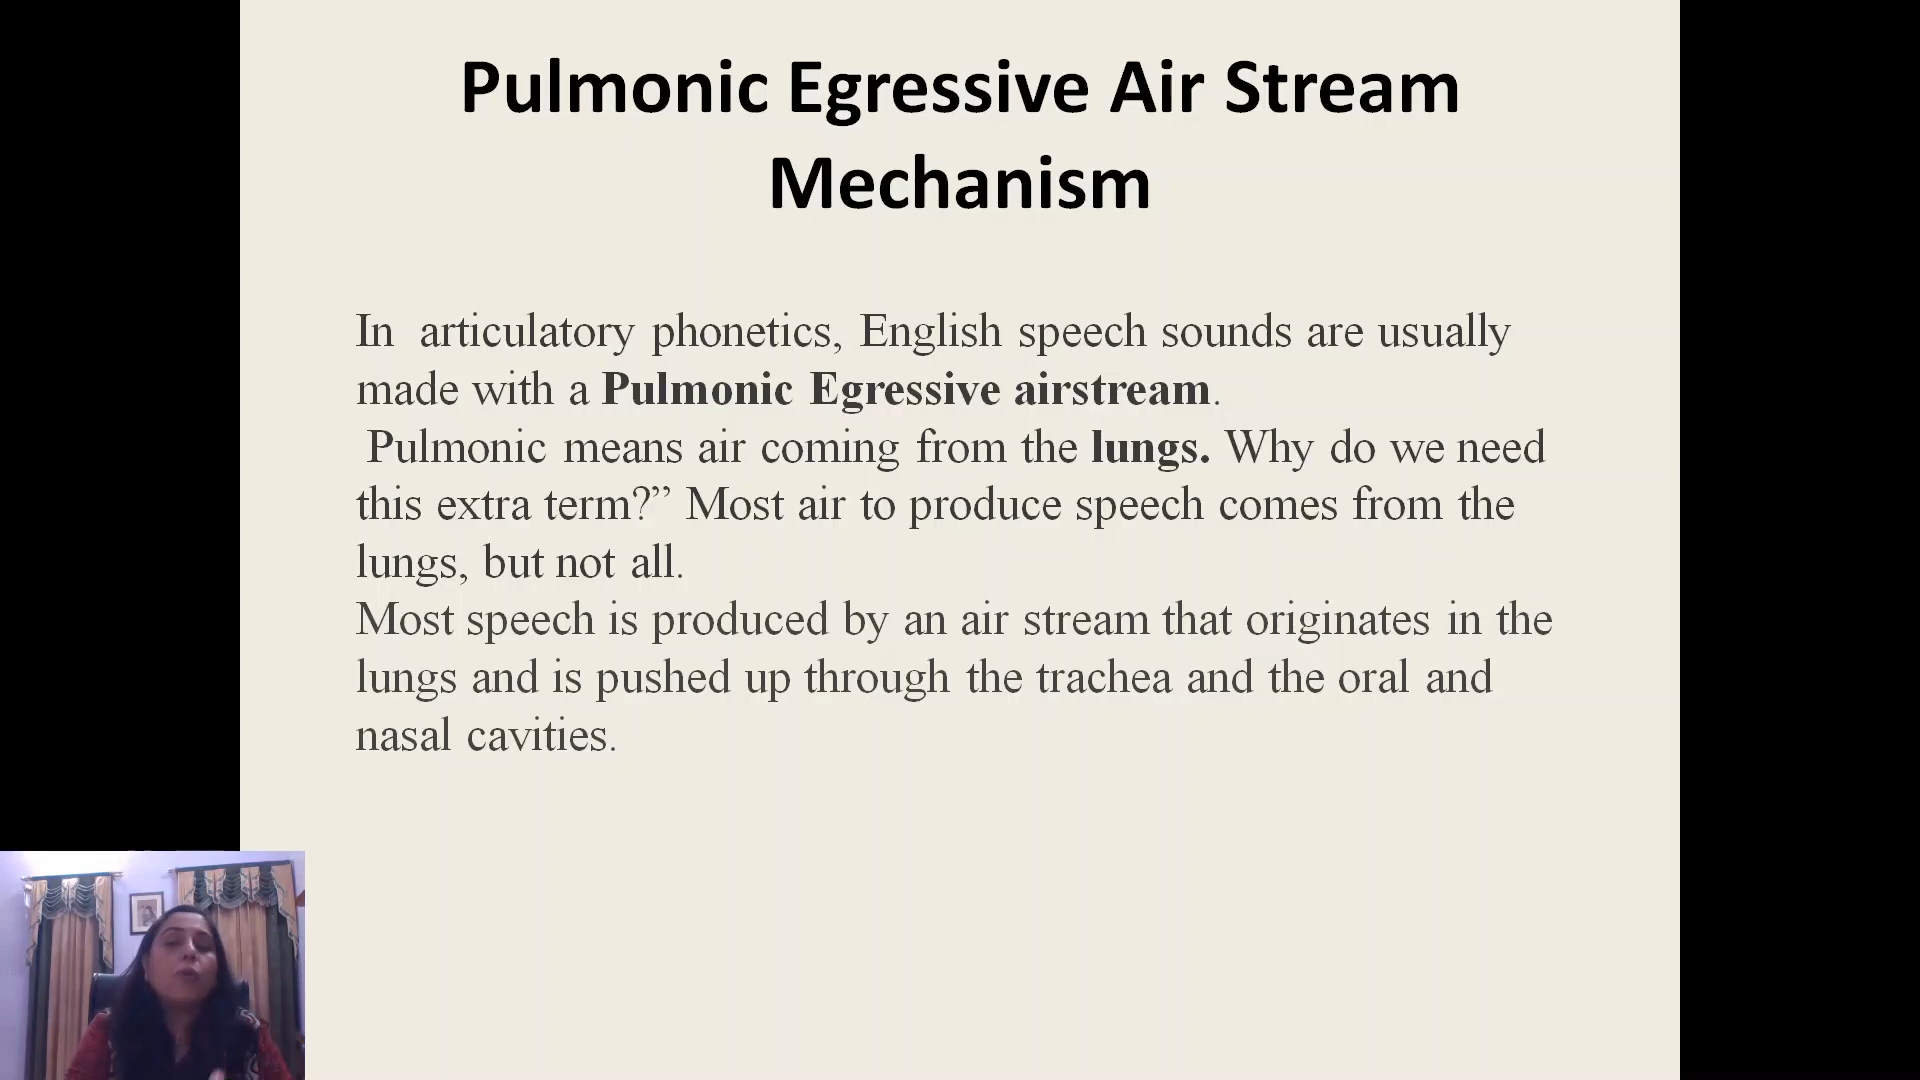 Pulmonic Egressive Air Stream
Mechanism
In articulatory phonetics, English speech sounds are usually
made with a Pulmonic Egressive airstream.
Pulmonic means air coming from the lungs. Why do we need
this extra term?” Most air to produce speech comes from the
lungs, but not all.
Most speech is produced by an air stream that originates in the
lungs and is pushed up through the trachea and the oral and
nasal cavities.